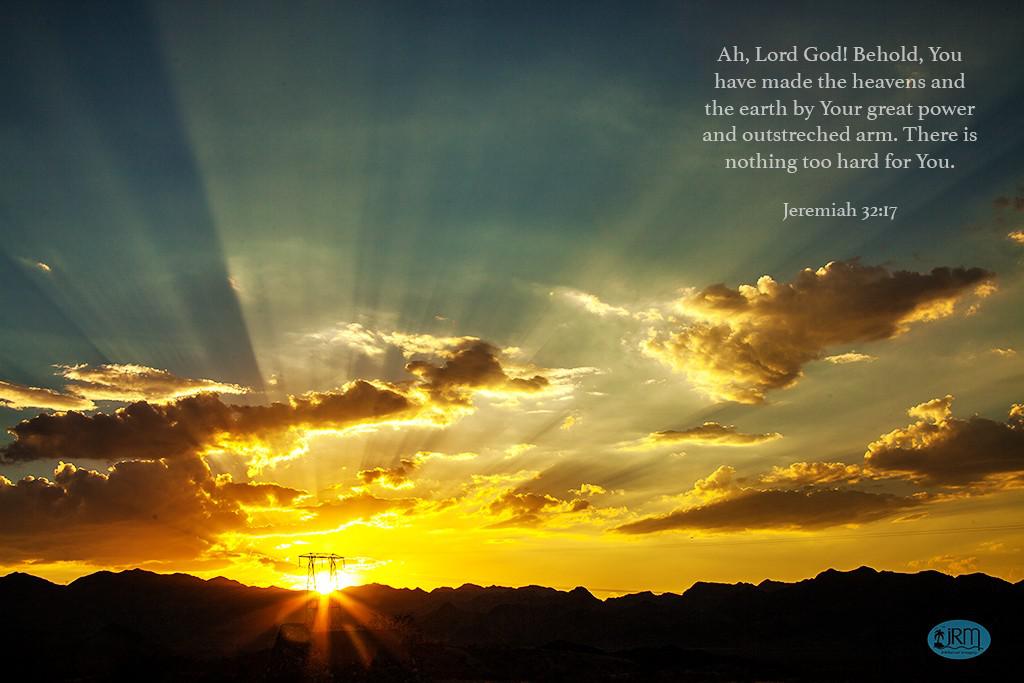 Ah, Lord God! Behold, You
have made the heavens and
the earth by Your great power
and outstreched arm. There is
nothing too hard for You.
Jeremiah 32:17
JRM